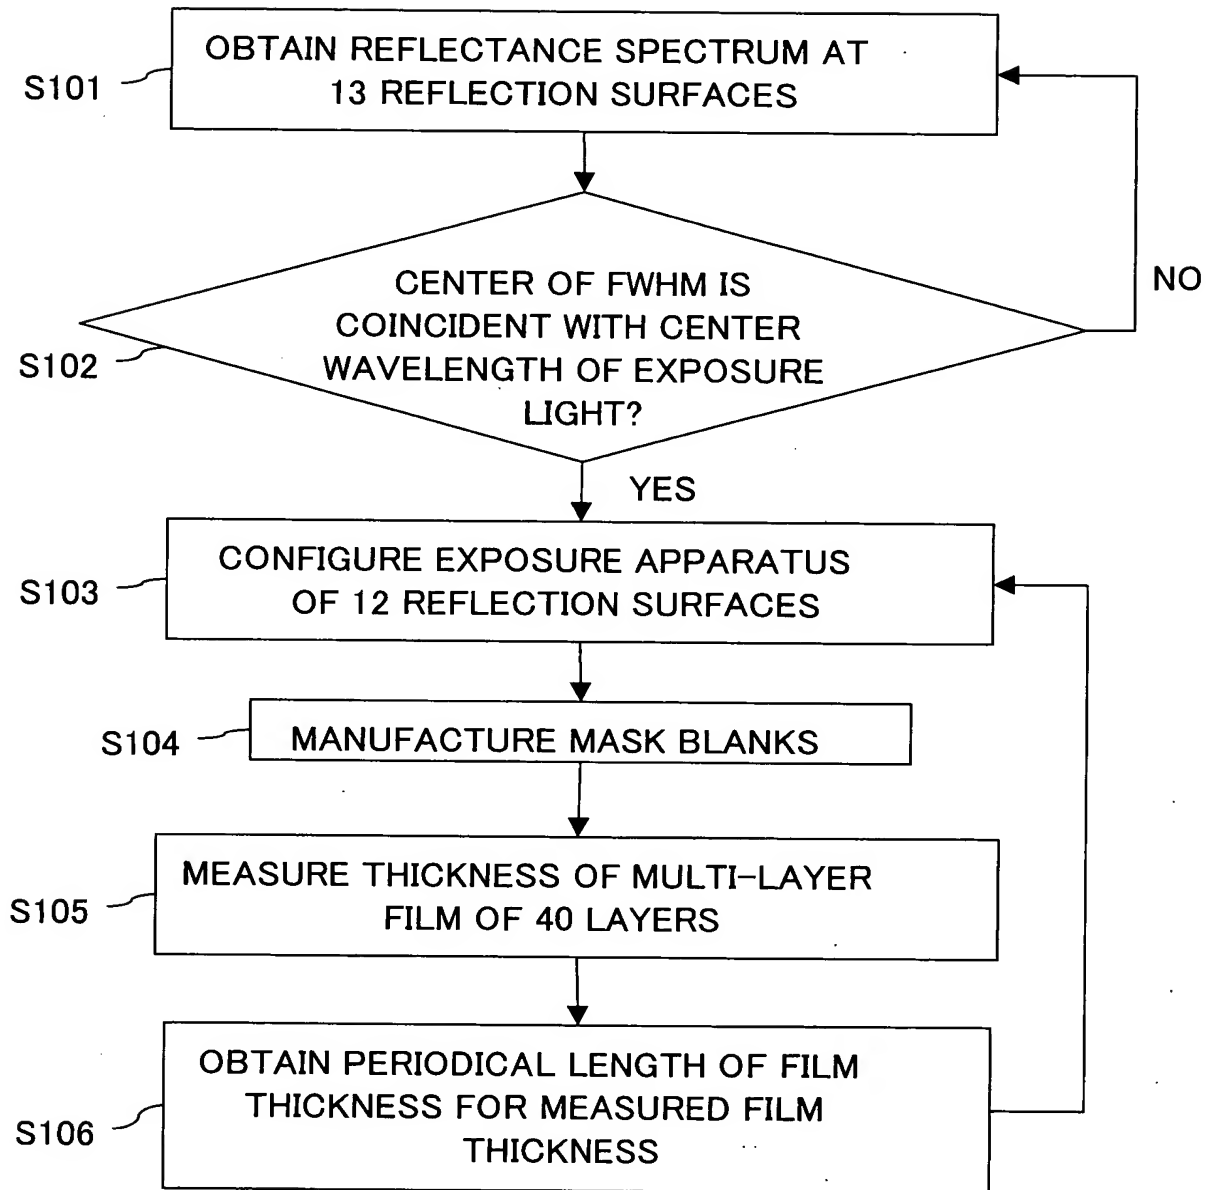 S101
OBTAIN REFLECTANCE SPECTRUM AT
13 REFLECTION SURFACES
S102
CENTER OF FWHM IS
COINCIDENT WITH CENTER
WAVELENGTH OF EXPOSURE
LIGHT?
NO
YES
S103
CONFIGURE EXPOSURE APPARATUS
OF 12 REFLECTION SURFACES
S104
MANUFACTURE MASK BLANKS
S105
MEASURE THICKNESS OF MULTI-LAYER
FILM OF 40 LAYERS
S106
OBTAIN PERIODICAL LENGTH OF FILM
THICKNESS FOR MEASURED FILM
THICKNESS